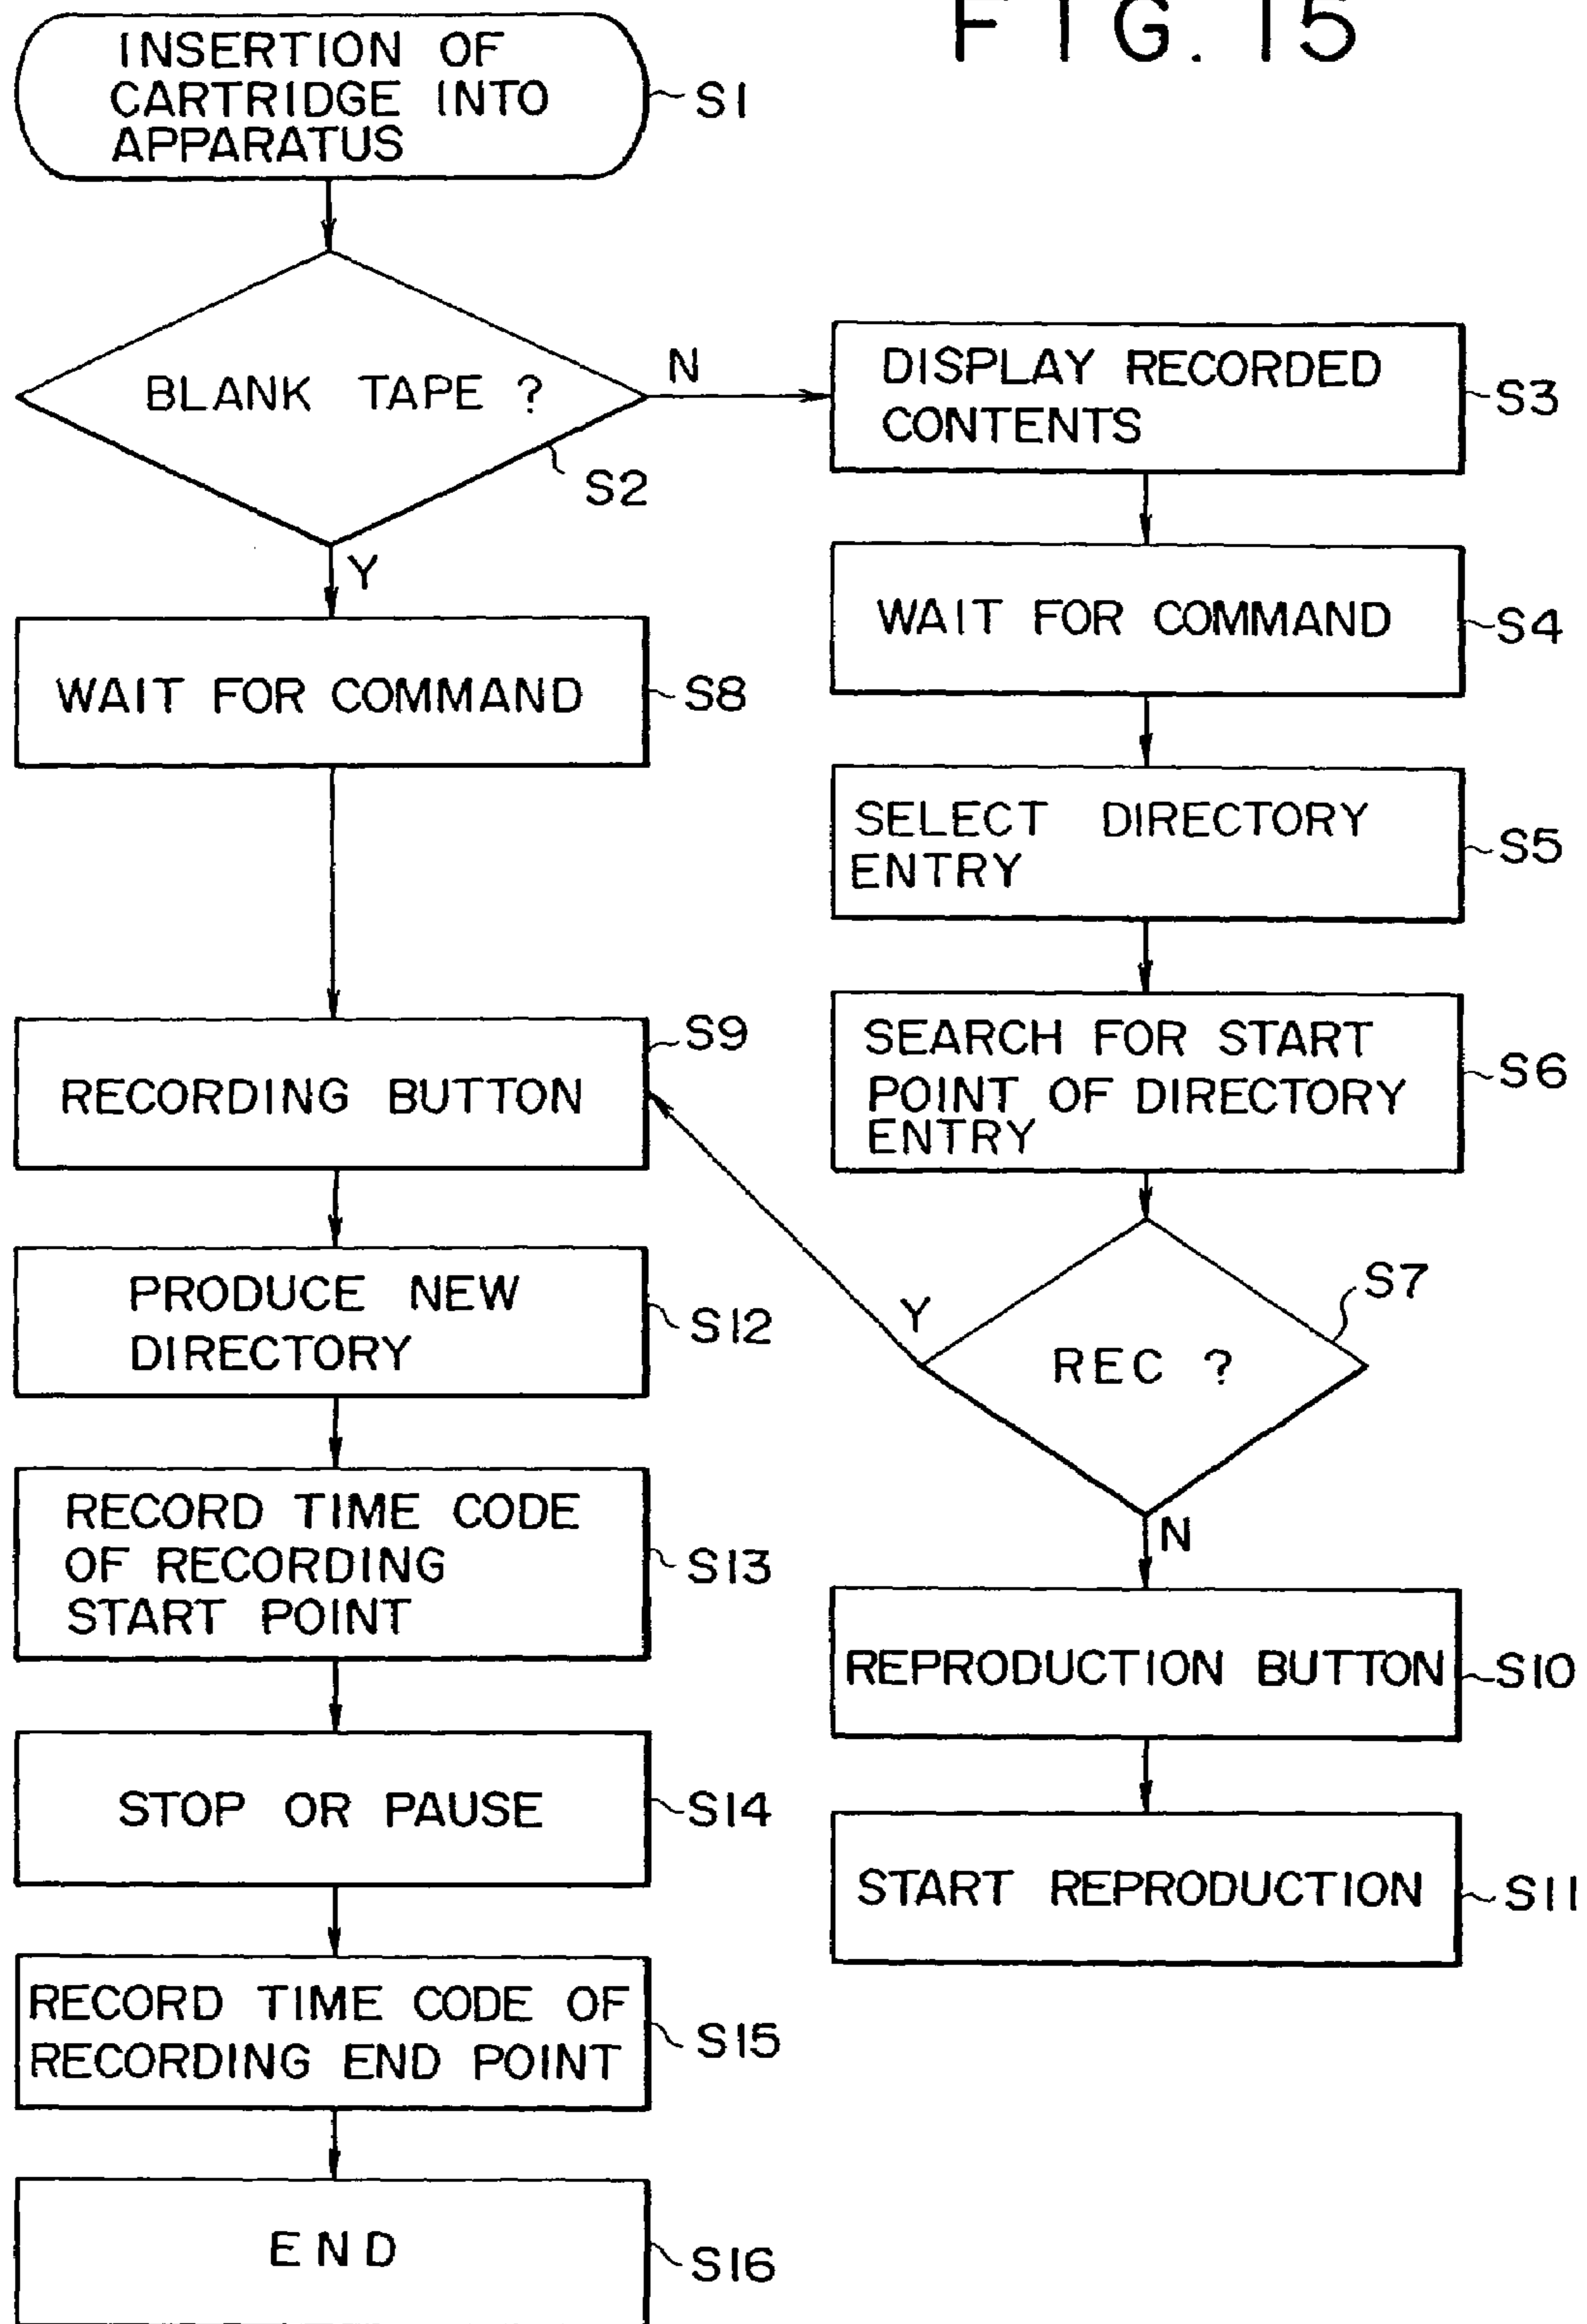 FIG. 15
INSERTION OF
CARTRIDGE INTO
APPARATUS
S1
BLANK TAPE ?
N
S2
Y
DISPLAY RECORDED
CONTENTS
S3
WAIT FOR COMMAND
S4
WAIT FOR COMMAND
S8
SELECT DIRECTORY
ENTRY
S5
SEARCH FOR START
POINT OF DIRECTORY
ENTRY
S6
RECORDING BUTTON
S9
REC ?
S7
Y
N
PRODUCE NEW
DIRECTORY
S12
RECORD TIME CODE
OF RECORDING
START POINT
S13
REPRODUCTION BUTTON
S10
STOP OR PAUSE
S14
START REPRODUCTION
S11
RECORD TIME CODE OF
RECORDING END POINT
S15
END
S16